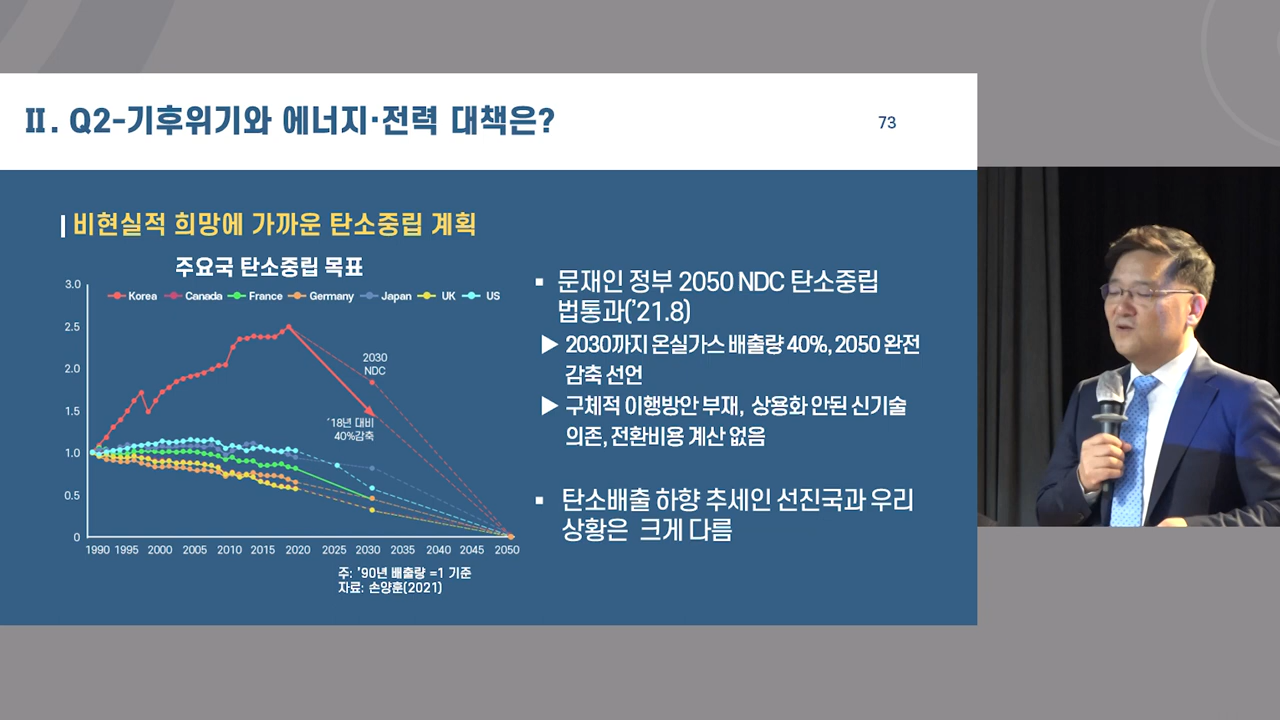 Ⅱ. Q2-기후위기와 에너지·전력 대책은?
73
비현실적 희망에 가까운 탄소중립 계획
주요국 탄소중립 목표
Korea Canada France Germany Japan UK US
3.0
2.5
2.0
1.5
1.0
0.5
0
2030
NDC
'18년 대비
40%감축
1990 1995 2000 2005 2010 2015 2020 2025 2030 2035 2040 2045 2050
주: '90년 배출량 =1 기준
자료: 손양훈(2021)
▪ 문재인 정부 2050 NDC 탄소중립
법통과('21.8)
▶ 2030까지 온실가스 배출량 40%, 2050 완전
감축 선언
▶ 구체적 이행방안 부재, 상용화 안된 신기술
의존, 전환비용 계산 없음
▪ 탄소배출 하향 추세인 선진국과 우리
상황은 크게 다름